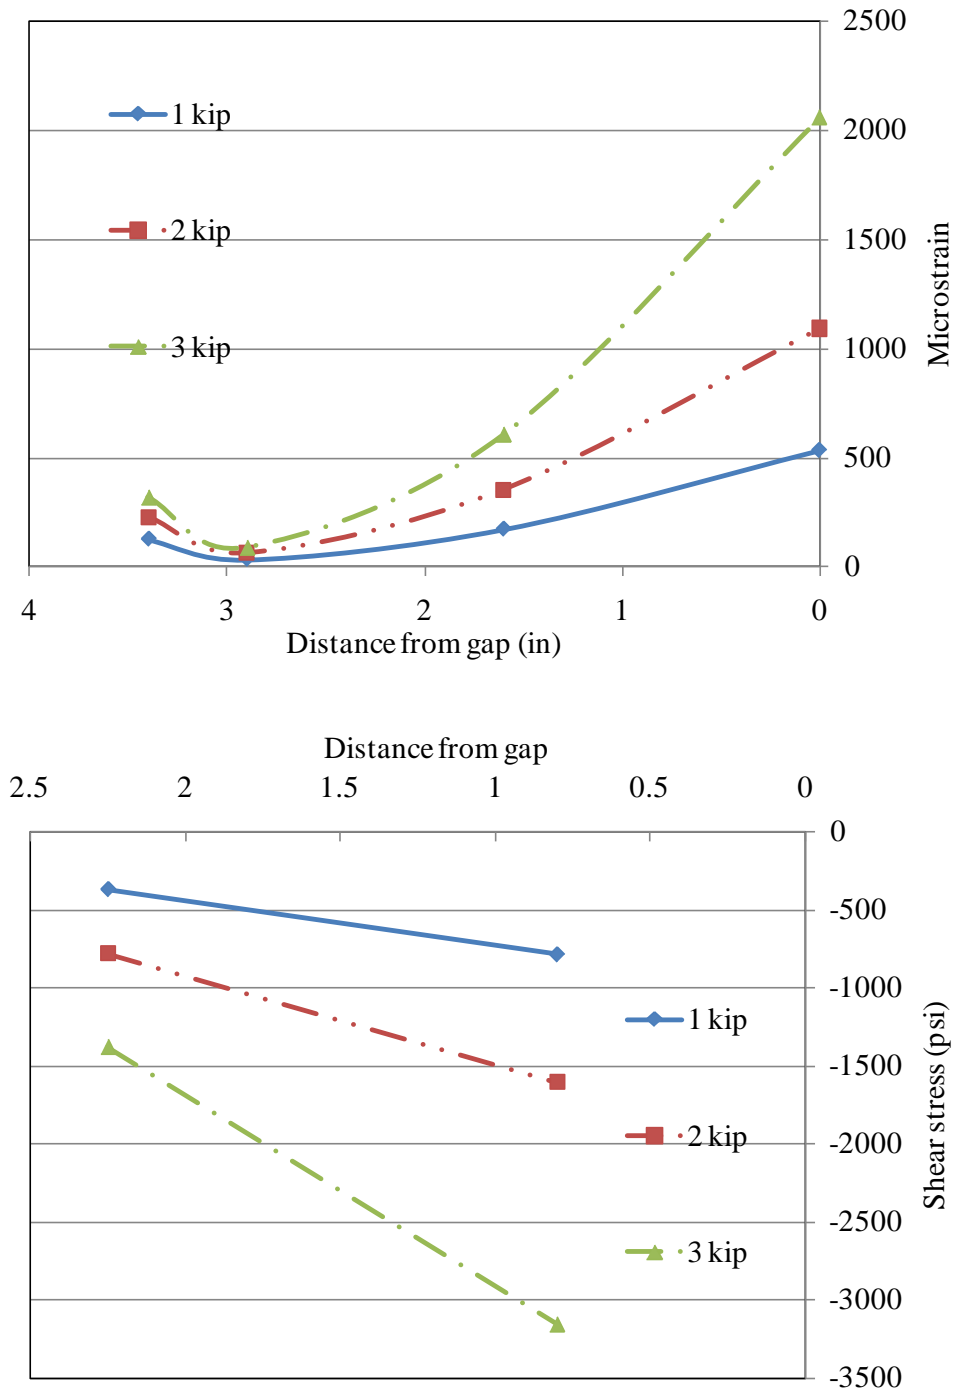 2500
1 kip
2000
2 kip
1500
Microstrain
3 kip
1000
500
0
4 3 2 1 0
Distance from gap (in)
Distance from gap
2.5 2 1.5 1 0.5 0
0
-500
-1000
1 kip
Shear stress (psi)
-1500
2 kip
-2000
-2500
3 kip
-3000
-3500